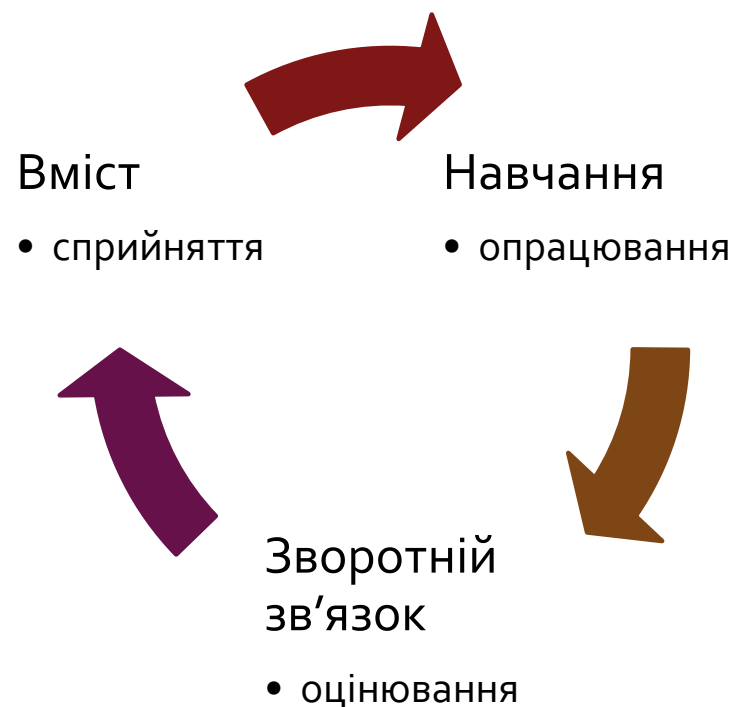 Вміст
• сприйняття
Навчання
• опрацювання
Зворотній
зв’язок
• оцінювання